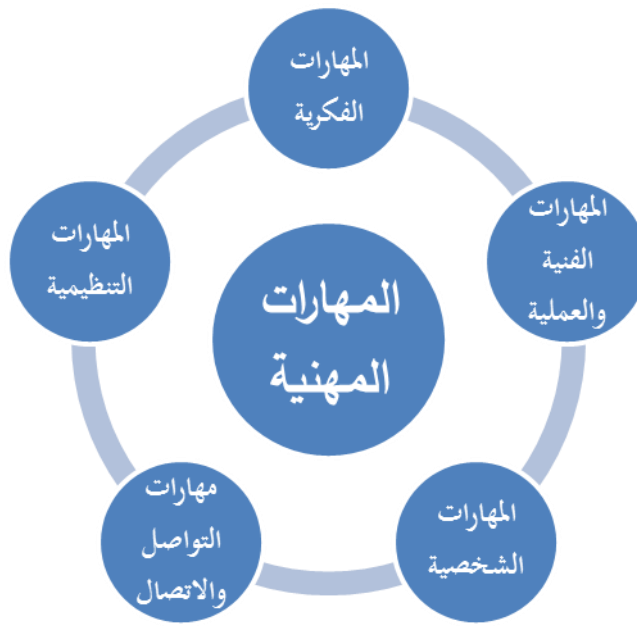 المهارات
الفكرية
المهارات
الفنية
والعملية
المهارات
الشخصية
مهارات
التواصل
والاتصال
المهارات
التنظيمية
المهارات
المهنية